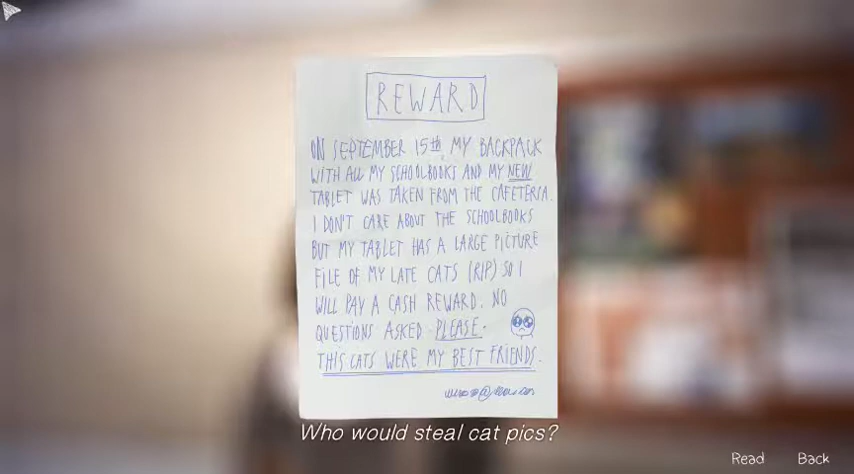 REWARD
ON SEPTEMBER 15th, MY BACKPACK
WITH ALL MY SCHOOLBOOKS AND MY NEW
TABLET WAS TAKEN FROM THE CAFETERIA.
I DON'T CARE ABOUT THE SCHOOLBOOKS
BUT MY TABLET HAS A LARGE PICTURE
FILE OF MY LATE CATS (RIP) SO I
WILL PAY A CASH REWARD. NO
QUESTIONS ASKED. PLEASE.
THIS CATS WERE MY BEST FRIENDS.
Who would steal cat pics?
Read Back